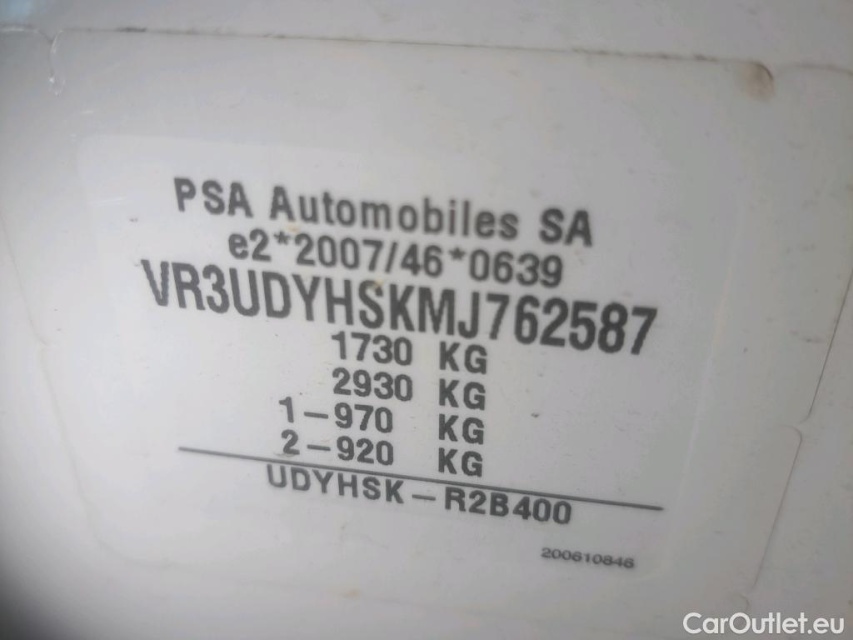 PSA Automobiles SA
e2*2007/46*0639
VR3UDYHSKMJ762587
1730 KG
2930 KG
1-970 KG
2-920 KG
UDYHSK-R2B400
200610846
CarOutlet.eu